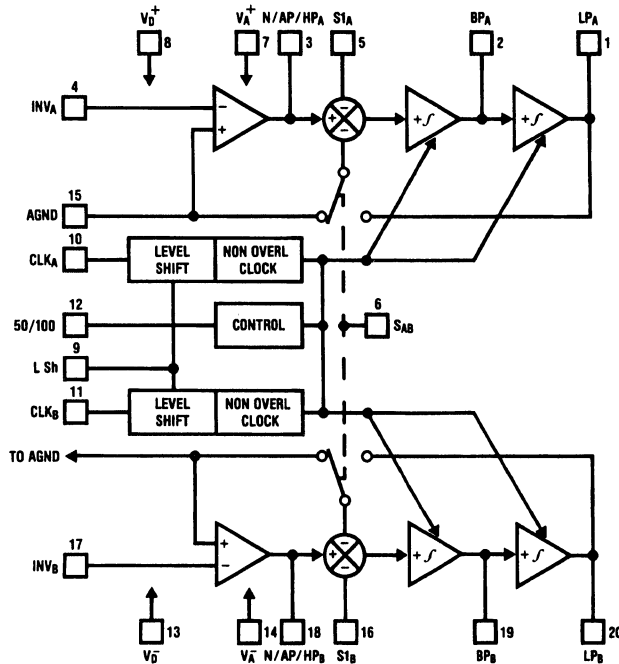 V_D^+ V_A^+ N/AP/HP_A S1_A BP_A LP_A
8 7 3 5 2 1
4
INV_A − −
+ + − + ∫ + ∫
15
AGND
10
CLK_A LEVEL SHIFT NON OVERL CLOCK
12 6
50/100 CONTROL S_AB
9
L Sh
11
CLK_B LEVEL SHIFT NON OVERL CLOCK
TO AGND
17 + + − + ∫ + ∫
INV_B − −
13 14 18 16 19 20
V_D^- V_A^- N/AP/HP_B S1_B BP_B LP_B